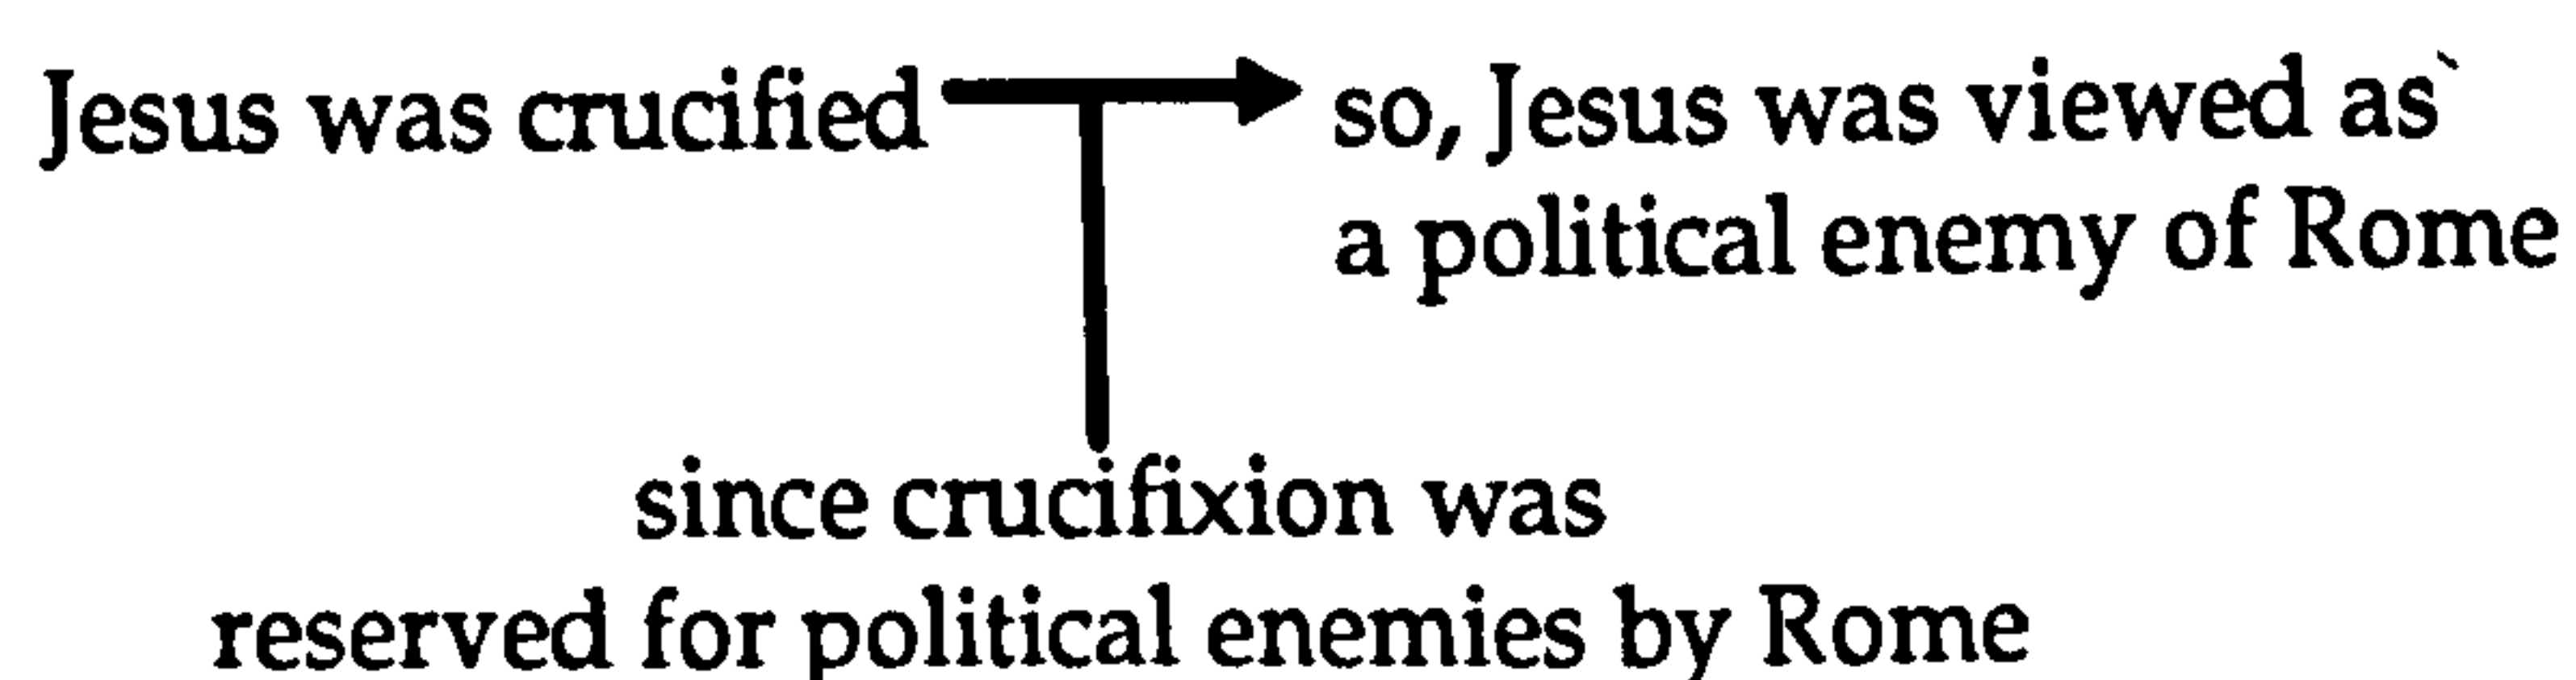 Jesus was crucified
so, Jesus was viewed as
a political enemy of Rome
since crucifixion was
reserved for political enemies by Rome